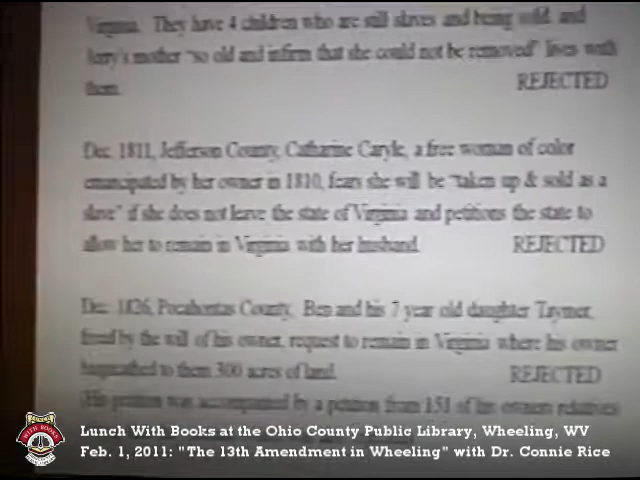 Virginia. They have 4 children who are still slaves and being sold, and
Jerry's mother "so old and infirm that she could not be removed" lives with
them. REJECTED
Dec. 1811, Jefferson County, Catharine Caryle, a free woman of color
emancipated by her owner in 1810, fears she will be "taken up & sold as a
slave" if she does not leave the state of Virginia and petitions the state to
allow her to remain in Virginia with her husband. REJECTED
Dec. 1826, Pocahontas County, Ben and his 7 year old daughter
freed by the will of his owner, request to remain in Virginia where his owner
bequeathed to them 300 acres of land. REJECTED
(His petition was accompanied by a petition from 151 of his owners relatives
LUNCH
WITH BOOKS
Lunch With Books at the Ohio County Public Library, Wheeling, WV
Feb. 1, 2011: "The 13th Amendment in Wheeling" with Dr. Connie Rice